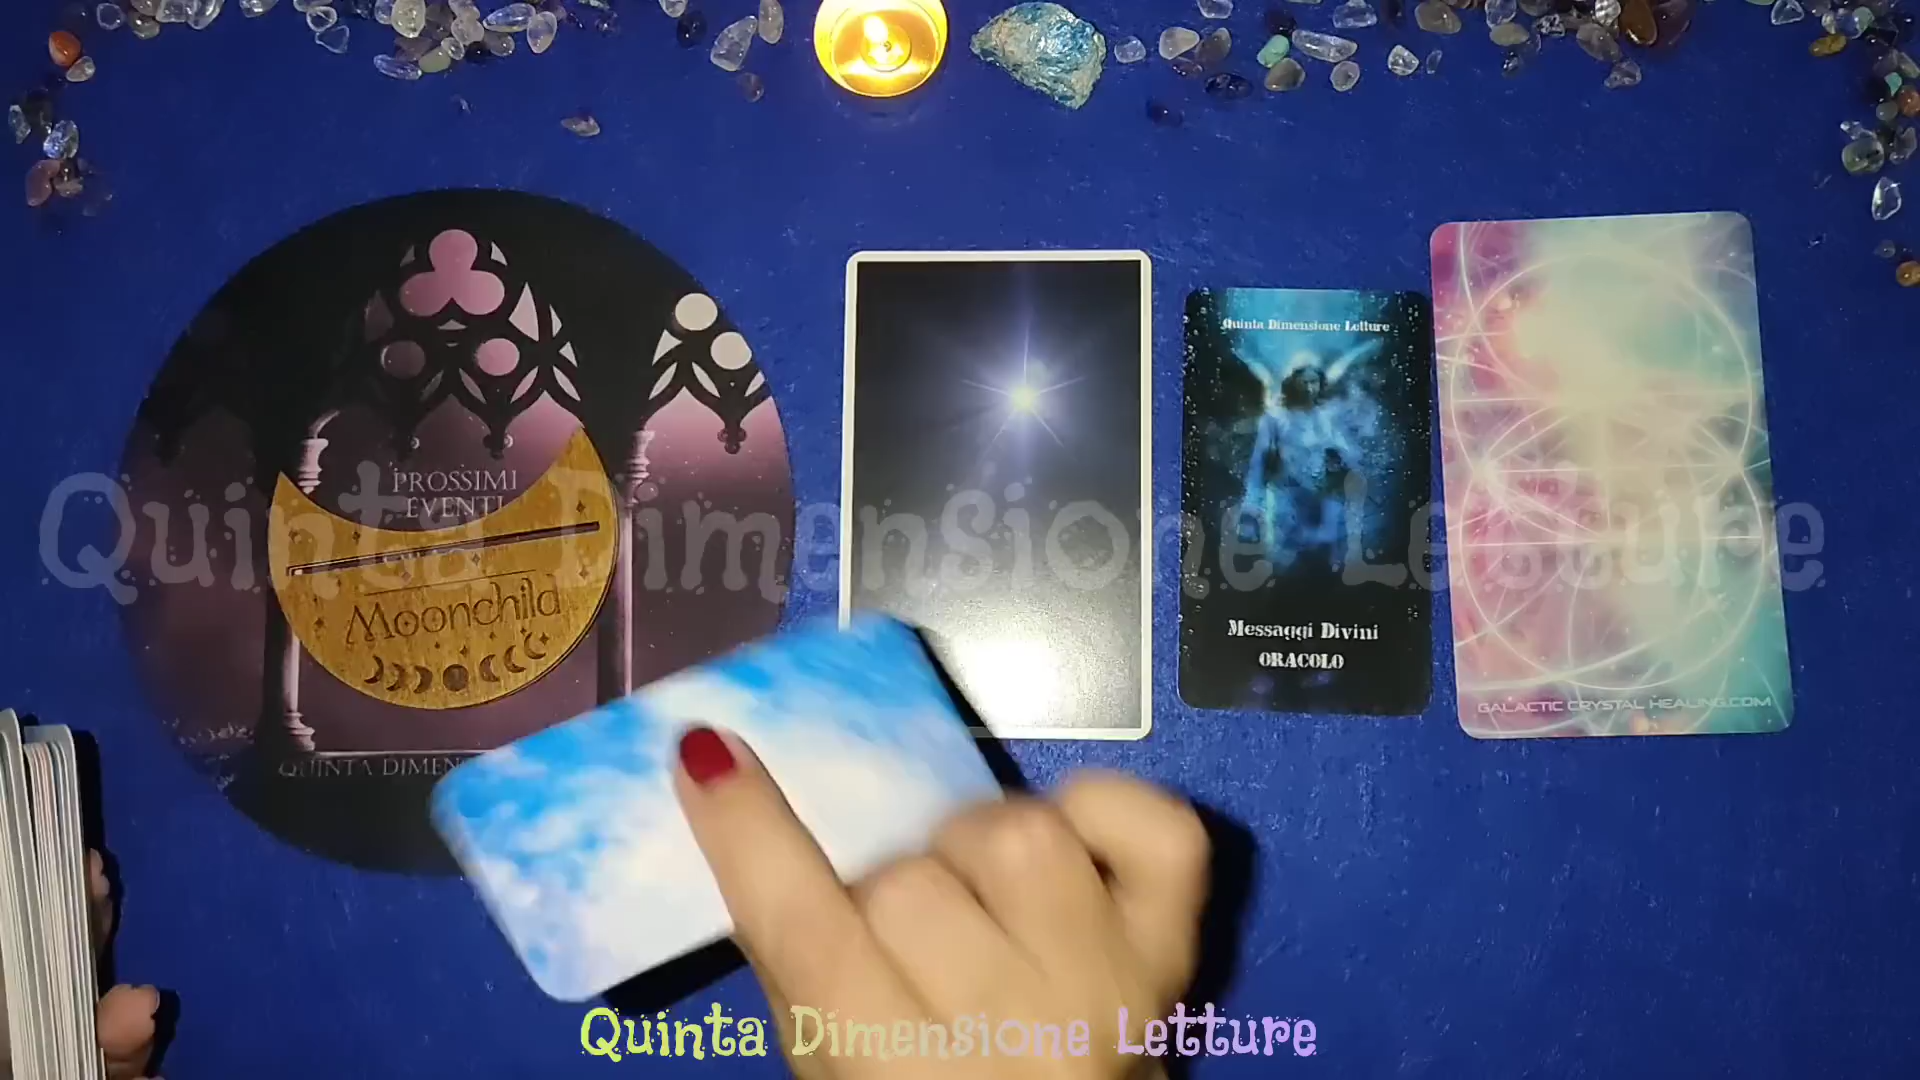 Quinta Dimensione Letture
PROSSIMI
EVENTI
Moonchild
QUINTA DIMEN
Quinta Dimensione Letture
Messaggi Divini
ORACOLO
GALACTIC CRYSTAL HEALING.COM
Quinta Dimensione Letture